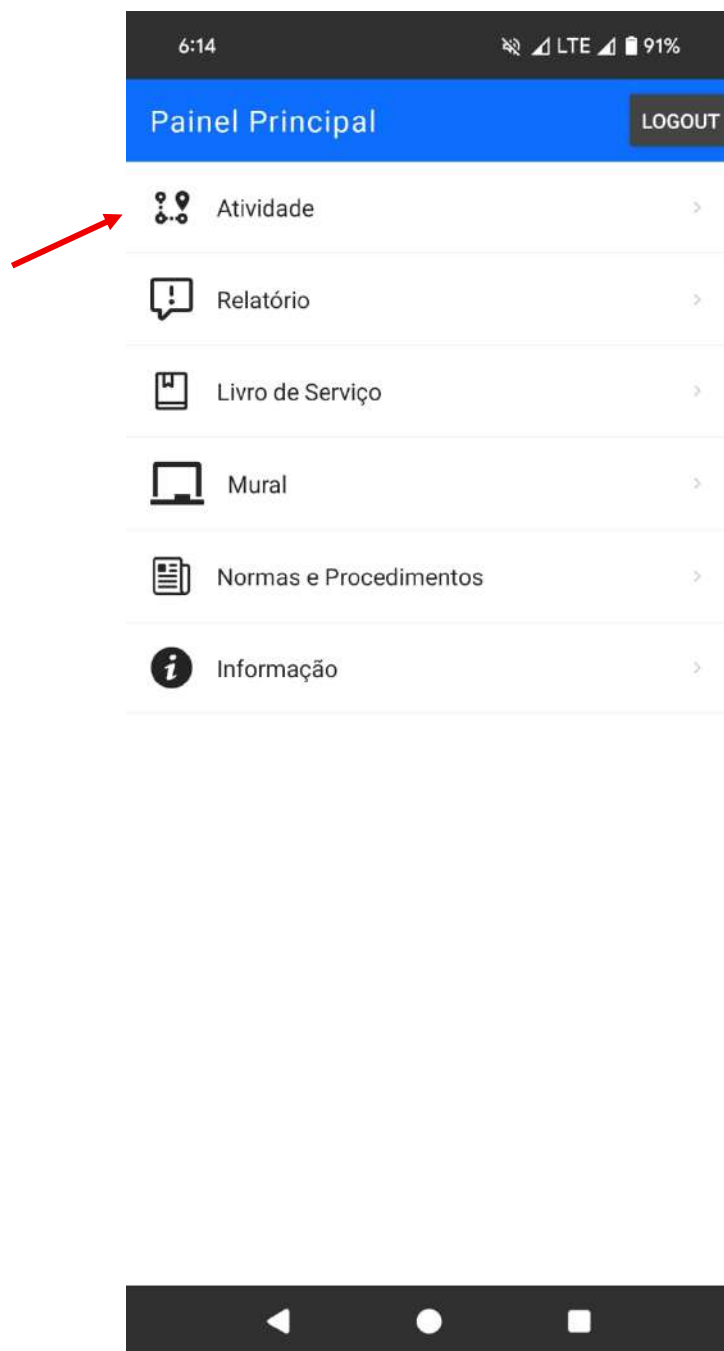 6:14 LTE 91%
Painel Principal LOGOUT
Atividade
Relatório
Livro de Serviço
Mural
Normas e Procedimentos
Informação